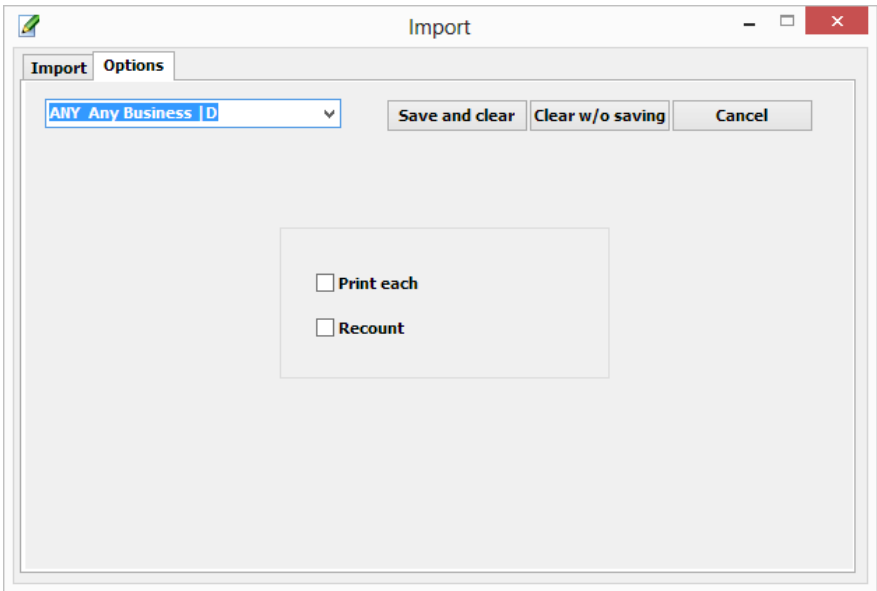 Import
Import Options
ANY Any Business |D Save and clear Clear w/o saving Cancel
Print each
Recount